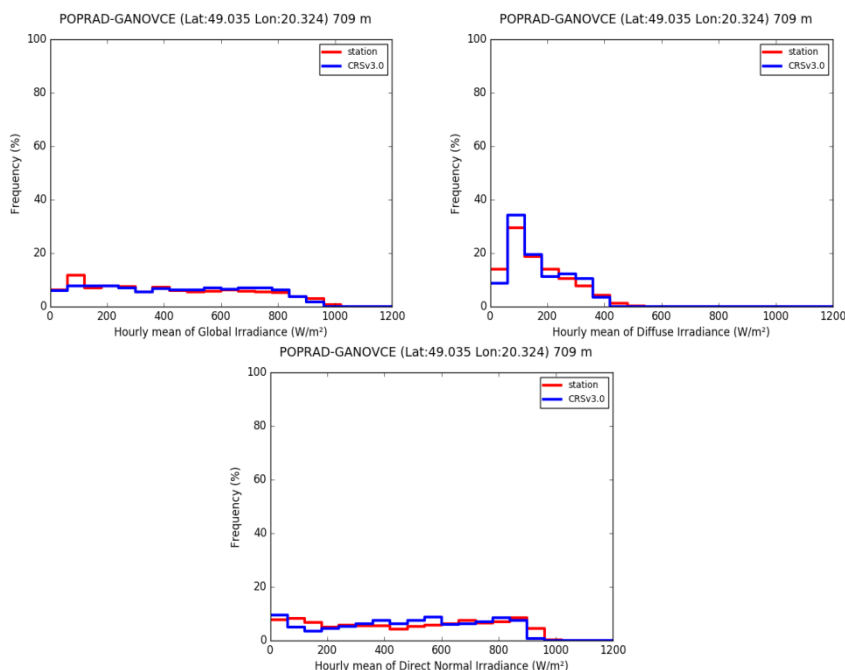 POPRAD-GANOVCE (Lat:49.035 Lon:20.324) 709 m
100
80
60
40
20
0
Frequency (%)
station
CRSv3.0
0 200 400 600 800 1000 1200
Hourly mean of Global Irradiance (W/m²)
POPRAD-GANOVCE (Lat:49.035 Lon:20.324) 709 m
100
80
60
40
20
0
Frequency (%)
station
CRSv3.0
0 200 400 600 800 1000 1200
Hourly mean of Diffuse Irradiance (W/m²)
POPRAD-GANOVCE (Lat:49.035 Lon:20.324) 709 m
100
80
60
40
20
0
Frequency (%)
station
CRSv3.0
0 200 400 600 800 1000 1200
Hourly mean of Direct Normal Irradiance (W/m²)